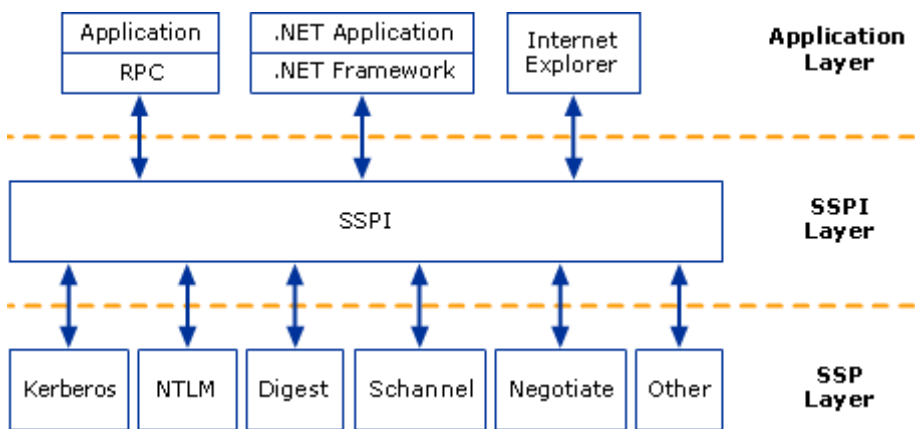 Application
RPC
.NET Application
.NET Framework
Internet
Explorer
Application
Layer
SSPI
SSPI
Layer
Kerberos
NTLM
Digest
Schannel
Negotiate
Other
SSP
Layer